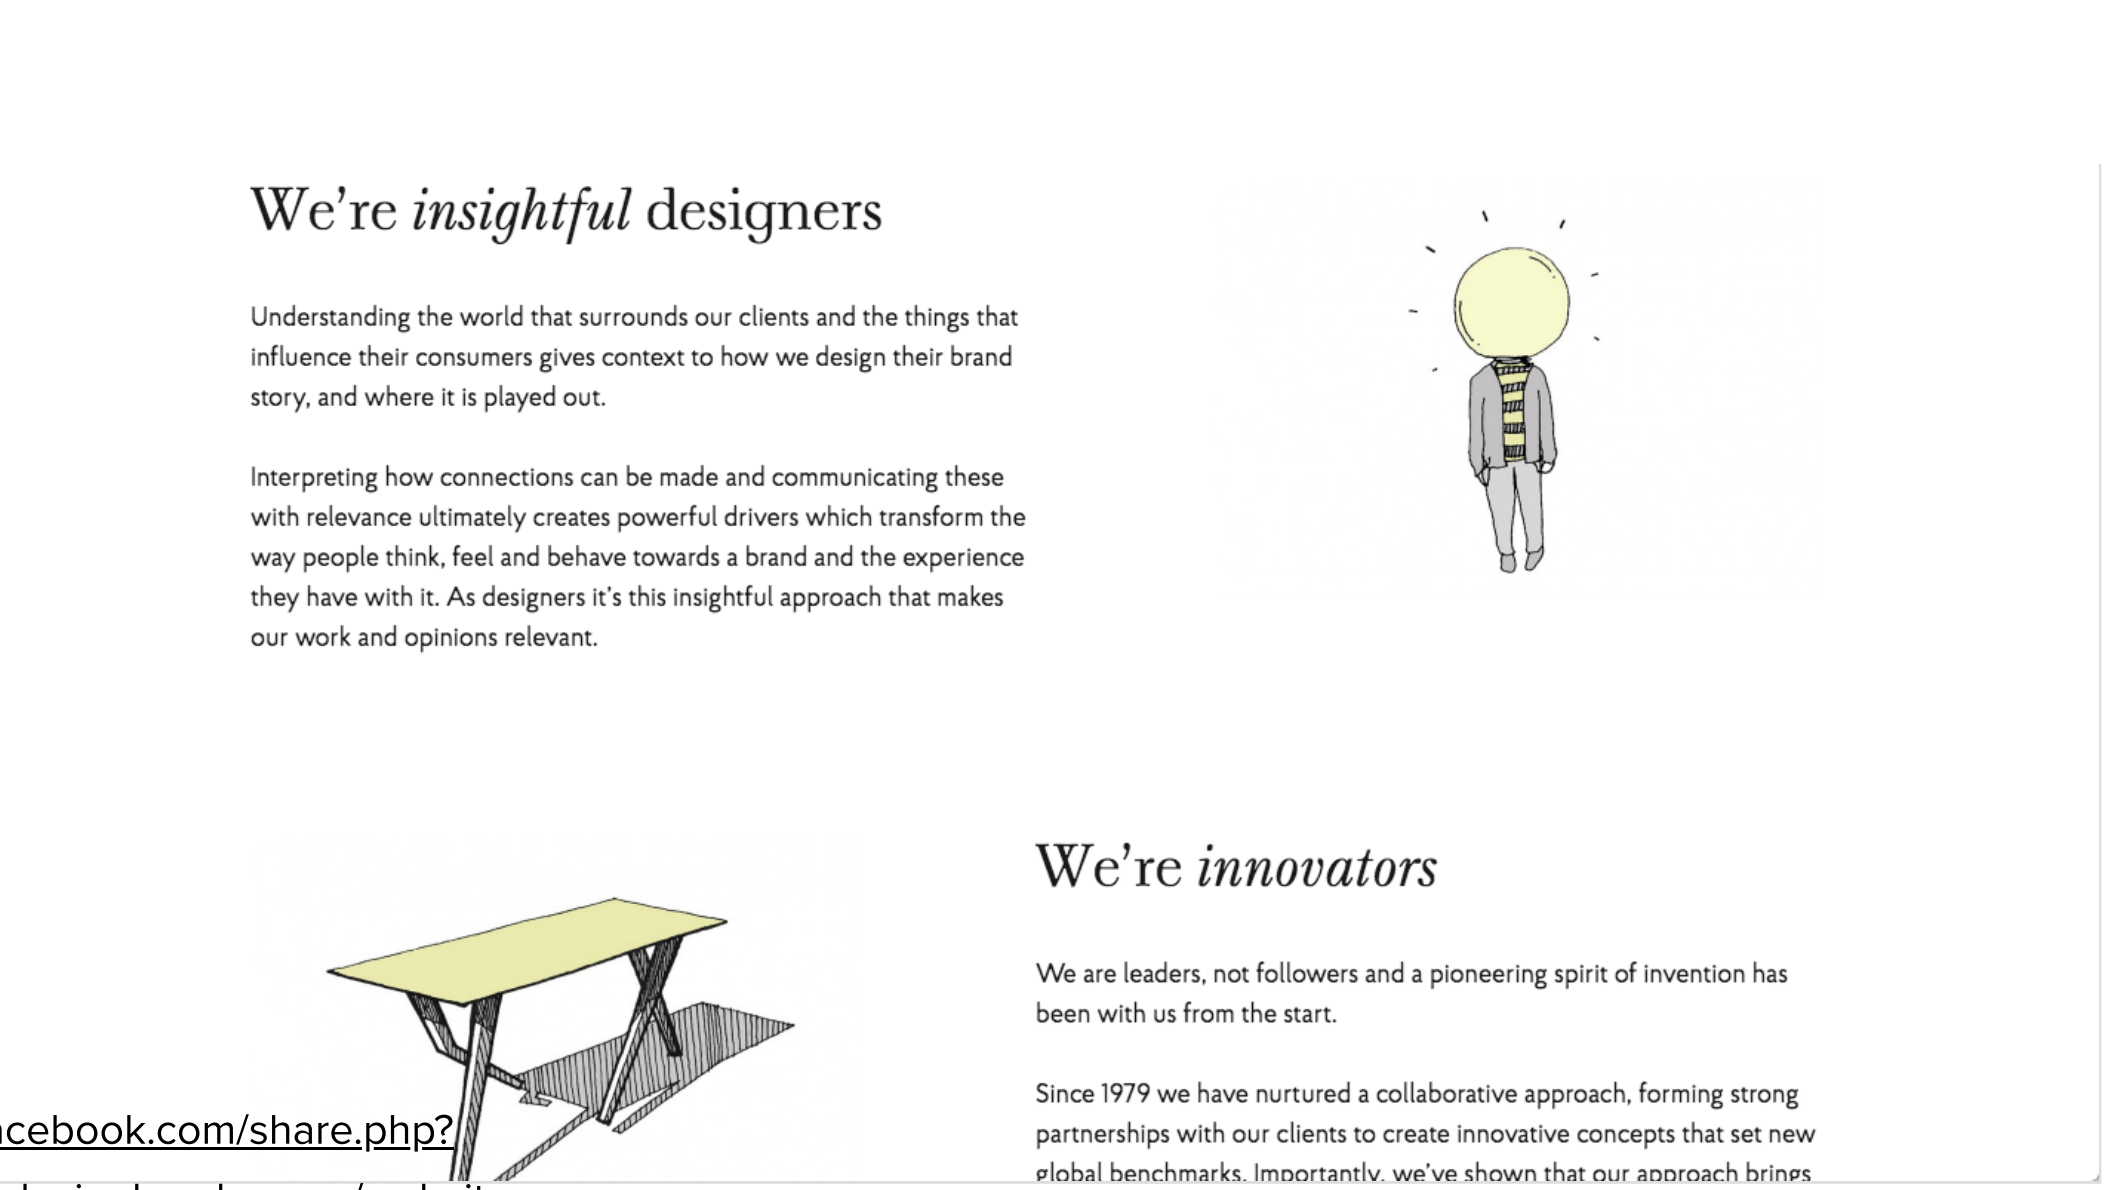 We're insightful designers
Understanding the world that surrounds our clients and the things that
influence their consumers gives context to how we design their brand
story, and where it is played out.
Interpreting how connections can be made and communicating these
with relevance ultimately creates powerful drivers which transform the
way people think, feel and behave towards a brand and the experience
they have with it. As designers it's this insightful approach that makes
our work and opinions relevant.
We're innovators
We are leaders, not followers and a pioneering spirit of invention has
been with us from the start.
Since 1979 we have nurtured a collaborative approach, forming strong
partnerships with our clients to create innovative concepts that set new
global benchmarks. Importantly, we've shown that our approach brings
cebook.com/share.php?